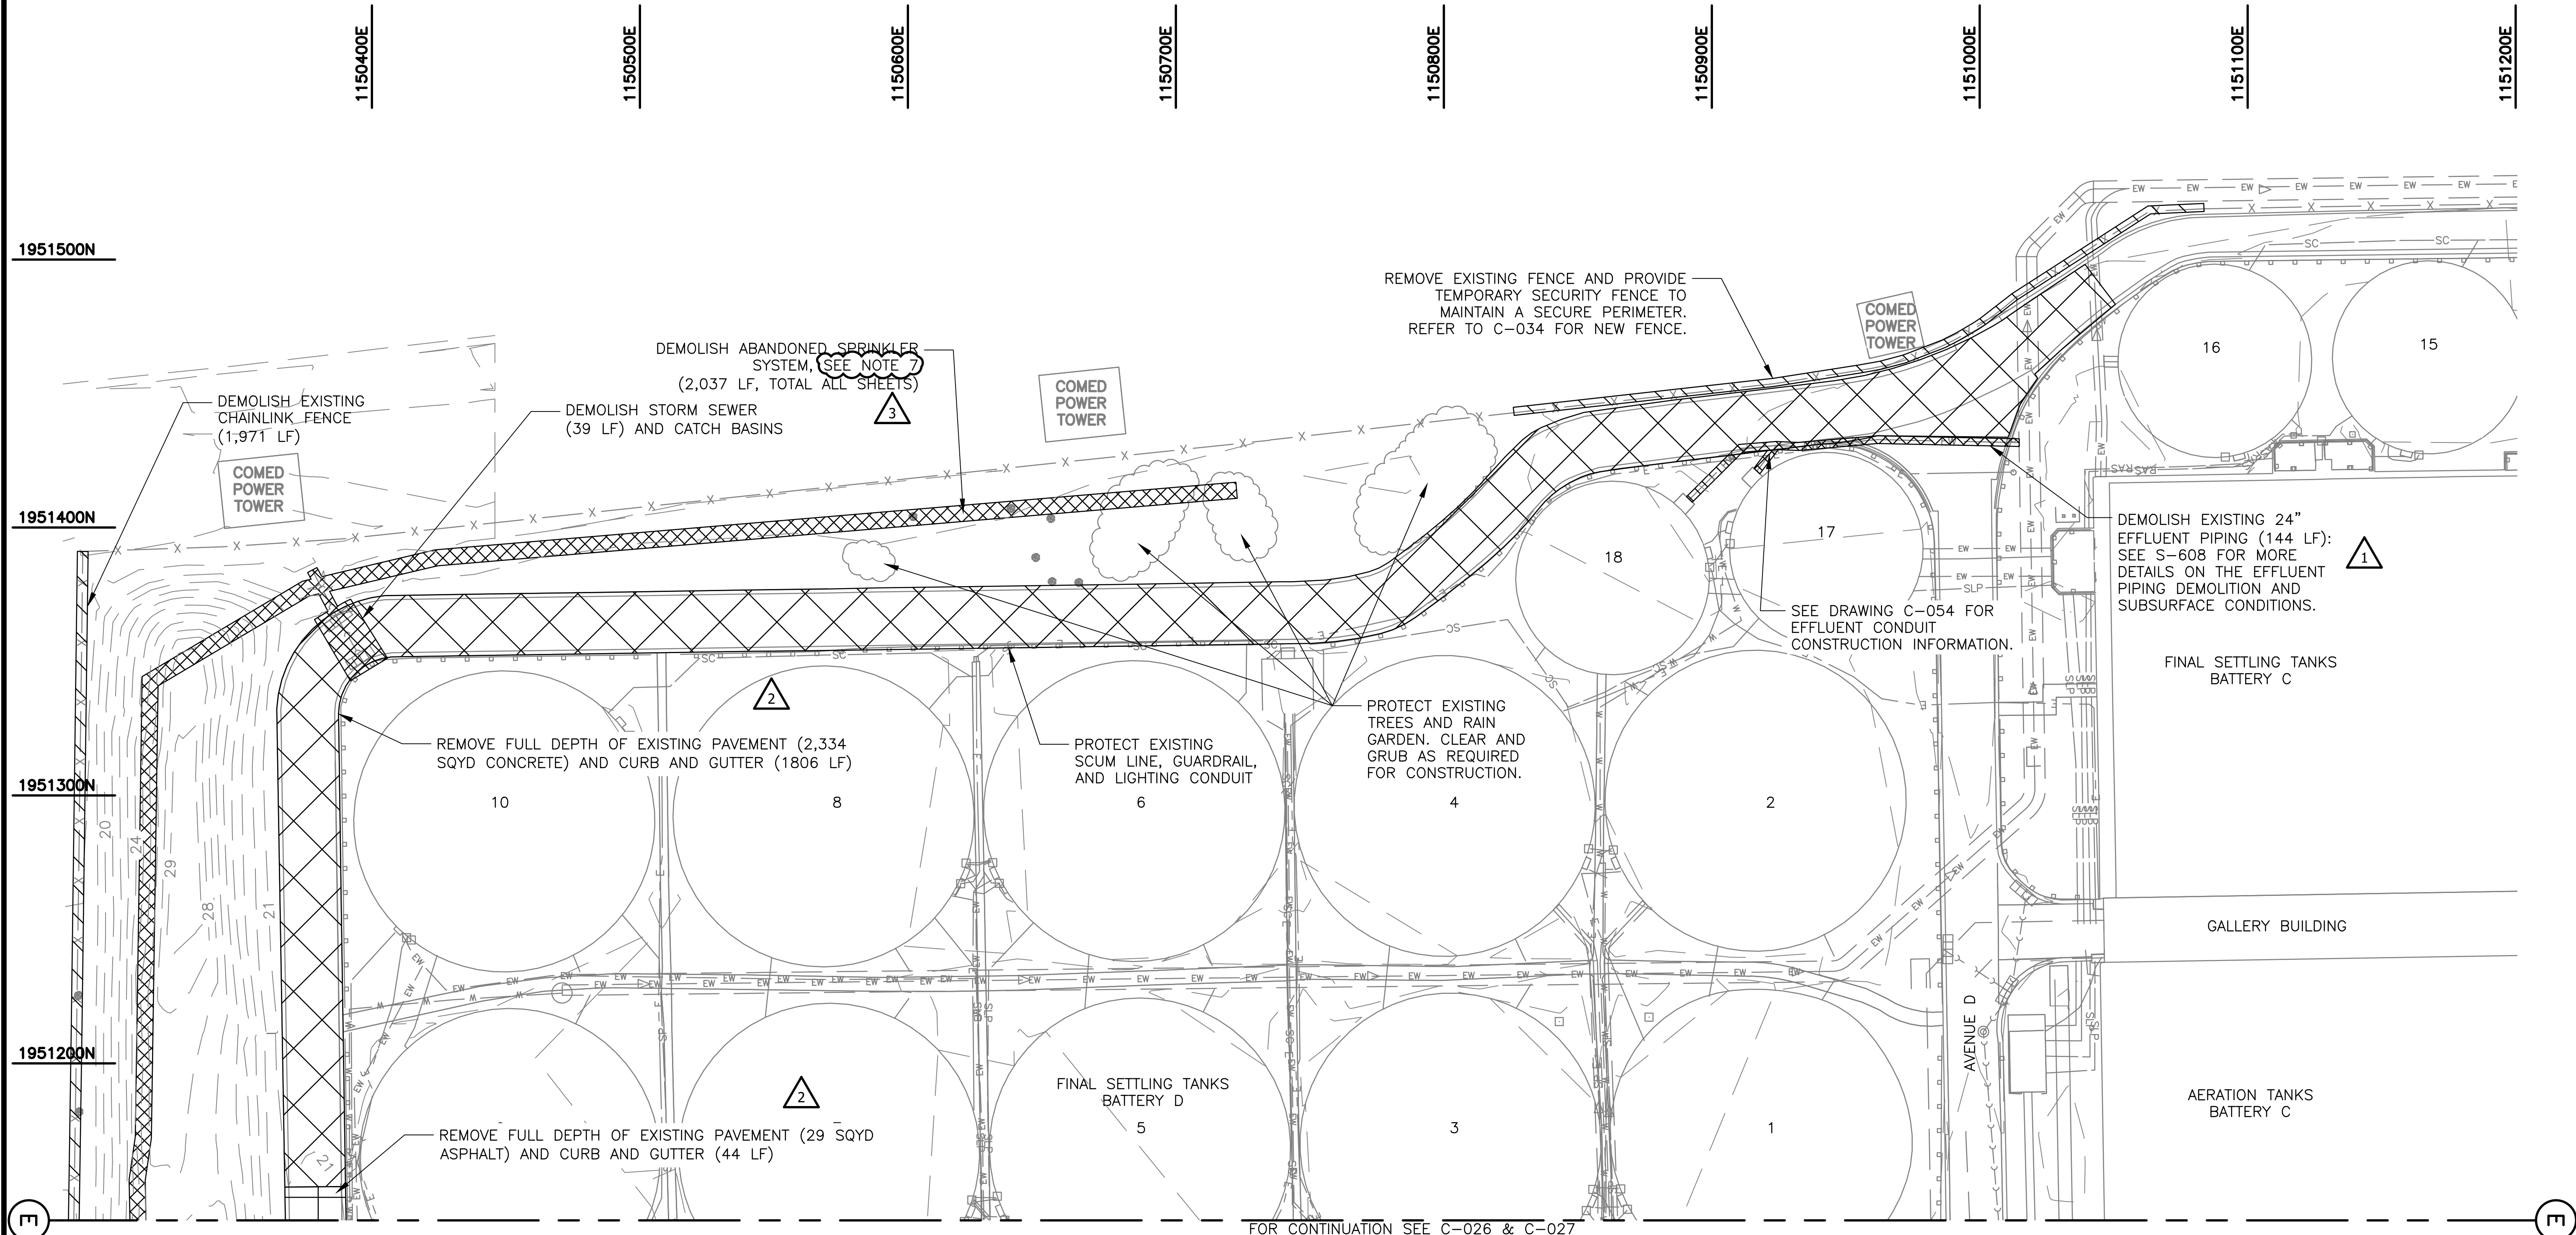 1150400E
1150500E
1150600E
1150700E
1150800E
1150900E
1151000E
1151100E
1151200E
1951500N
1951400N
1951300N
1951200N
DEMOLISH EXISTING
CHAINLINK FENCE
(1,971 LF)
COMED
POWER
TOWER
DEMOLISH ABANDONED SPRINKLER
SYSTEM, SEE NOTE 7
(2,037 LF, TOTAL ALL SHEETS)
3
DEMOLISH STORM SEWER
(39 LF) AND CATCH BASINS
COMED
POWER
TOWER
REMOVE EXISTING FENCE AND PROVIDE
TEMPORARY SECURITY FENCE TO
MAINTAIN A SECURE PERIMETER.
REFER TO C-034 FOR NEW FENCE.
COMED
POWER
TOWER
16
15
17
18
DEMOLISH EXISTING 24"
EFFLUENT PIPING (144 LF):
SEE S-608 FOR MORE
DETAILS ON THE EFFLUENT
PIPING DEMOLITION AND
SUBSURFACE CONDITIONS.
1
SEE DRAWING C-054 FOR
EFFLUENT CONDUIT
CONSTRUCTION INFORMATION.
FINAL SETTLING TANKS
BATTERY C
2
REMOVE FULL DEPTH OF EXISTING PAVEMENT (2,334
SQYD CONCRETE) AND CURB AND GUTTER (1806 LF)
PROTECT EXISTING
SCUM LINE, GUARDRAIL,
AND LIGHTING CONDUIT
PROTECT EXISTING
TREES AND RAIN
GARDEN. CLEAR AND
GRUB AS REQUIRED
FOR CONSTRUCTION.
10
8
6
4
2
20
24
29
28
21
GALLERY BUILDING
AVENUE D
FINAL SETTLING TANKS
BATTERY D
AERATION TANKS
BATTERY C
2
REMOVE FULL DEPTH OF EXISTING PAVEMENT (29 SQYD
ASPHALT) AND CURB AND GUTTER (44 LF)
5
3
1
21
E
FOR CONTINUATION SEE C-026 & C-027
E